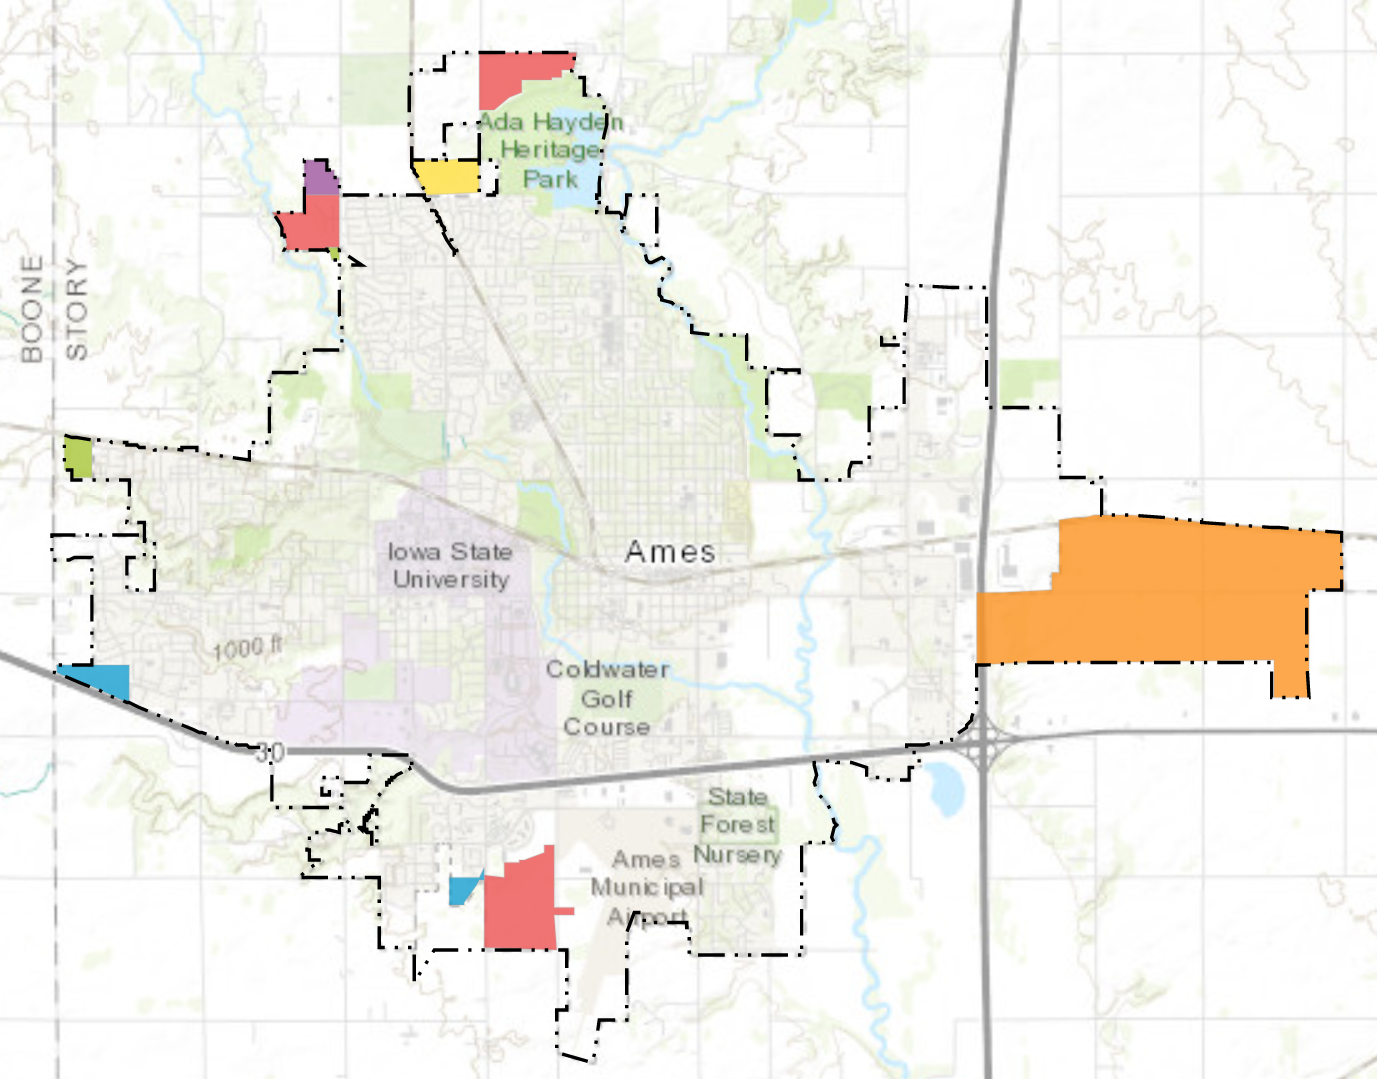 Ada Hayden
Heritage
Park
BOONE
STORY
Iowa State
University
Ames
1000 ft
Coldwater
Golf
Course
30
State
Forest
Nursery
Ames
Municipal
Airport